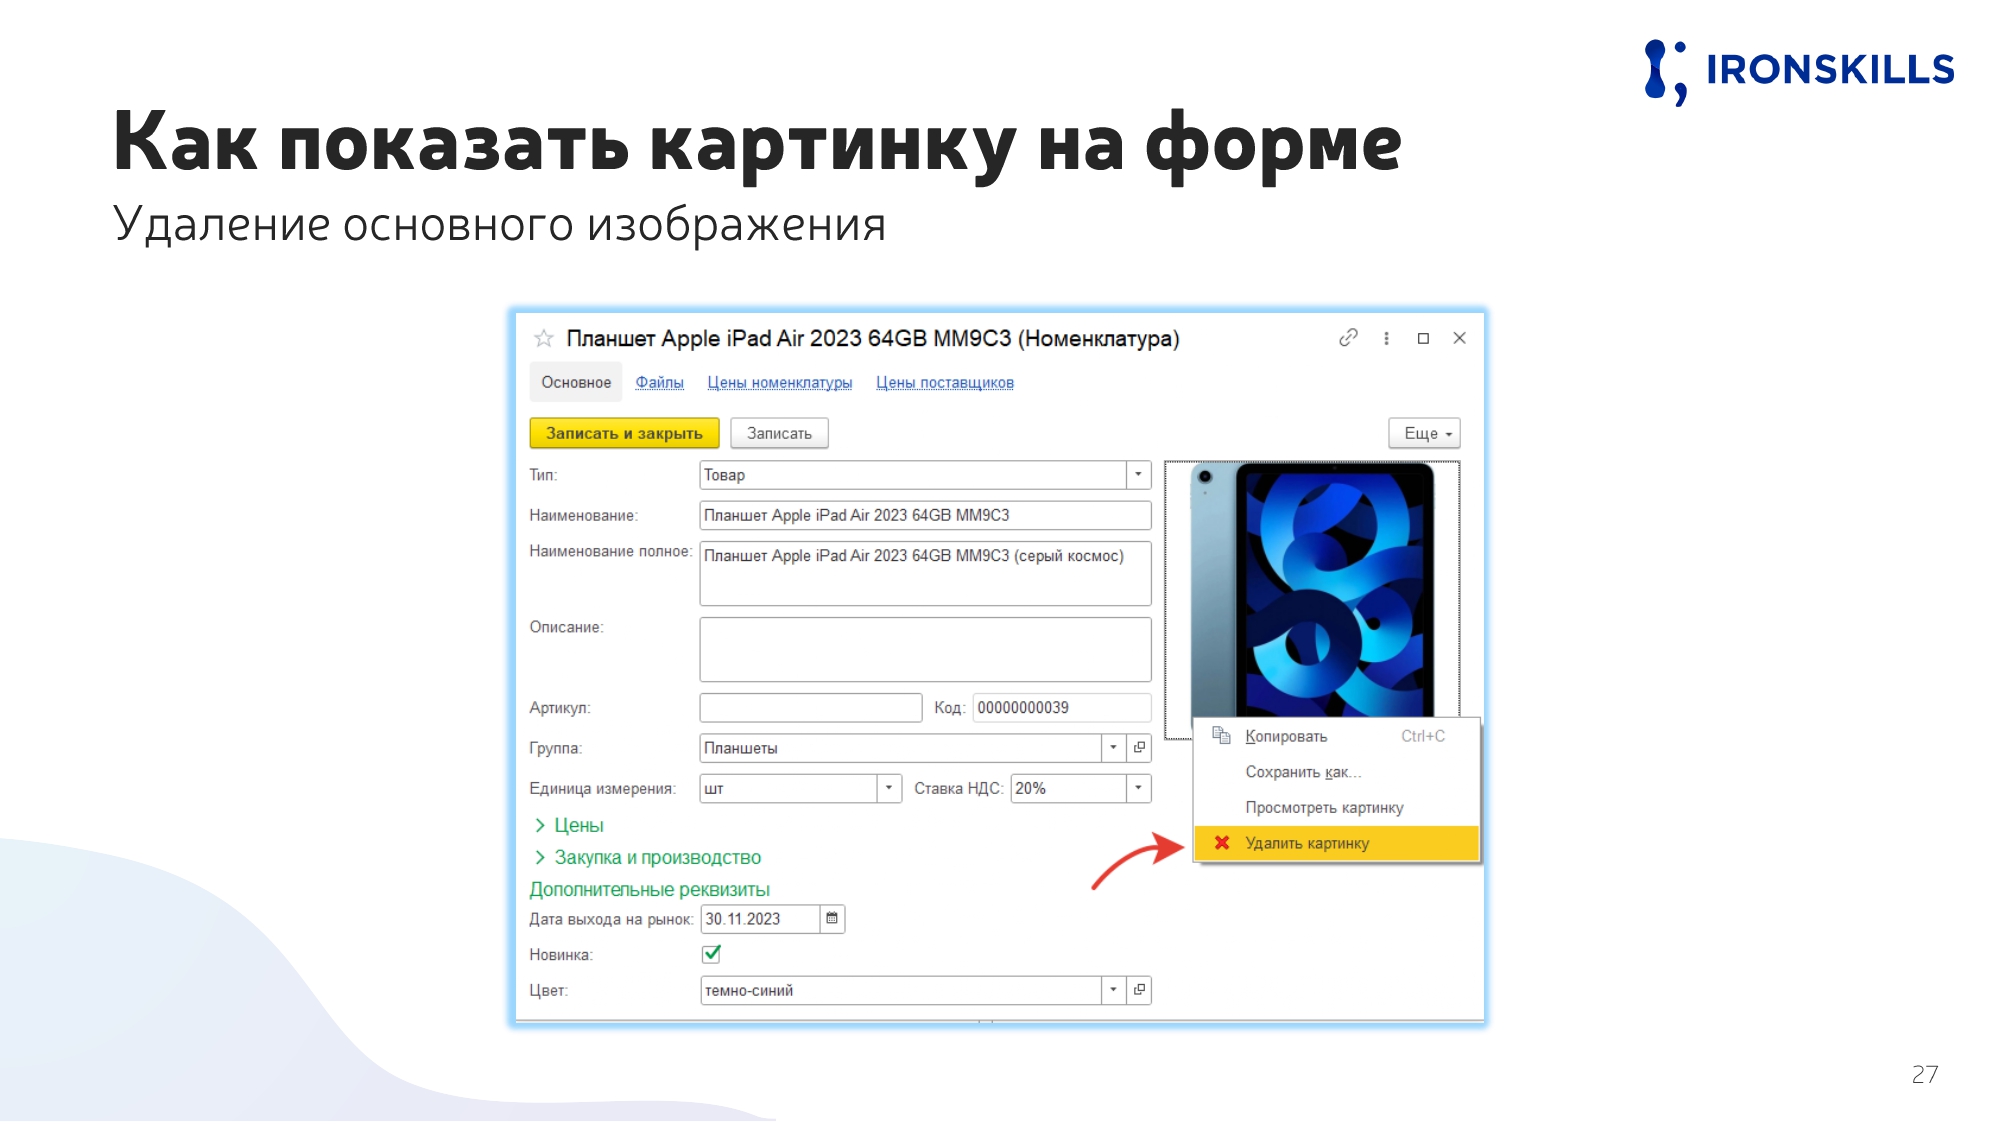 IRONSKILLS
Как показать картинку на форме
Удаление основного изображения
Планшет Apple iPad Air 2023 64GB MM9C3 (Номенклатура)
Основное Файлы Цены номенклатуры Цены поставщиков
Записать и закрыть Записать Еще
Тип: Товар
Наименование: Планшет Apple iPad Air 2023 64GB MM9C3
Наименование полное: Планшет Apple iPad Air 2023 64GB MM9C3 (серый космос)
Описание:
Артикул: Код: 00000000039
Группа: Планшеты
Единица измерения: шт Ставка НДС: 20%
Копировать Ctrl+C
Сохранить как...
Просмотреть картинку
Удалить картинку
Цены
Закупка и производство
Дополнительные реквизиты
Дата выхода на рынок: 30.11.2023
Новинка:
Цвет: темно-синий
27